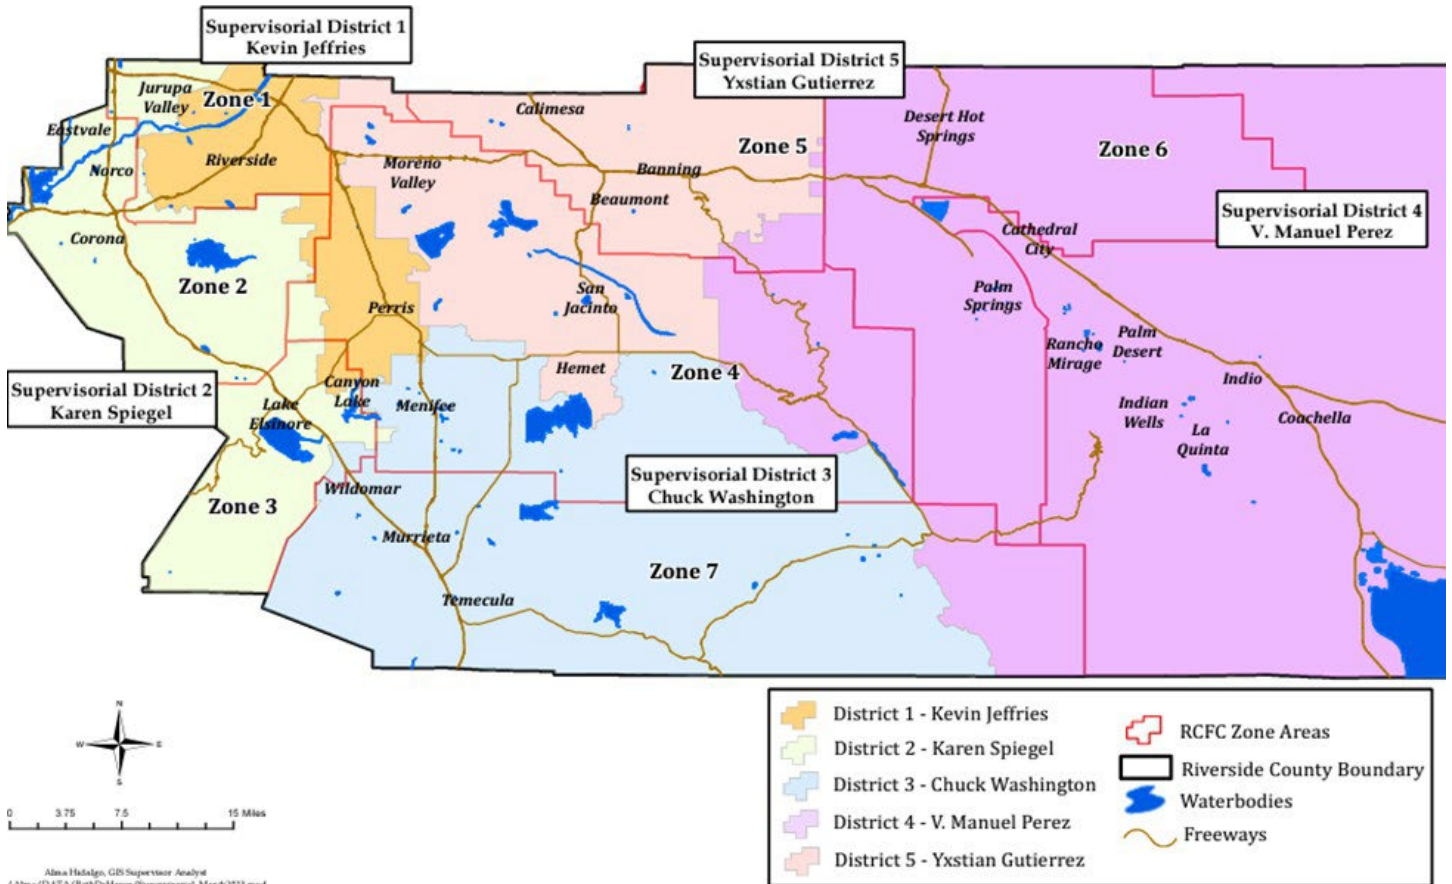 Supervisorial District 1
Kevin Jeffries
Supervisorial District 5
Yxstian Gutierrez
Jurupa
Valley
Zone 1
Calimesa
Desert Hot
Springs
Eastvale
Zone 5
Zone 6
Norco
Riverside
Moreno
Valley
Banning
Beaumont
Supervisorial District 4
V. Manuel Perez
Corona
Cathedral
City
Zone 2
San
Jacinto
Palm
Springs
Perris
Rancho
Mirage
Palm
Desert
Supervisorial District 2
Karen Spiegel
Canyon
Lake
Hemet
Zone 4
Indio
Lake
Elsinore
Menifee
Indian
Wells
La
Quinta
Coachella
Supervisorial District 3
Chuck Washington
Wildomar
Zone 3
Murrieta
Zone 7
Temecula
N
W
E
S
0 3.75 7.5 15 Miles
District 1 - Kevin Jeffries
District 2 - Karen Spiegel
District 3 - Chuck Washington
District 4 - V. Manuel Perez
District 5 - Yxstian Gutierrez
RCFC Zone Areas
Riverside County Boundary
Waterbodies
Freeways
Alma Hidalgo, GIS Supervisor Analyst